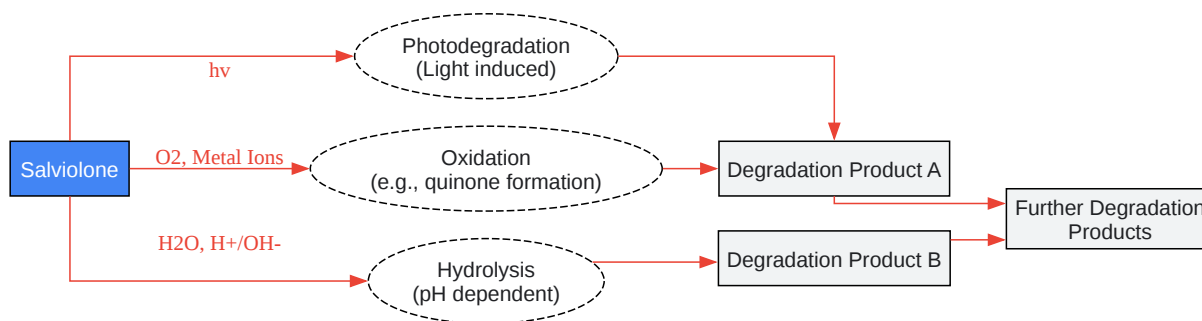 Photodegradation
(Light induced)
hv
Salviolone
O2, Metal Ions
Oxidation
(e.g., quinone formation)
Degradation Product A
Further Degradation
Products
H2O, H+/OH-
Hydrolysis
(pH dependent)
Degradation Product B